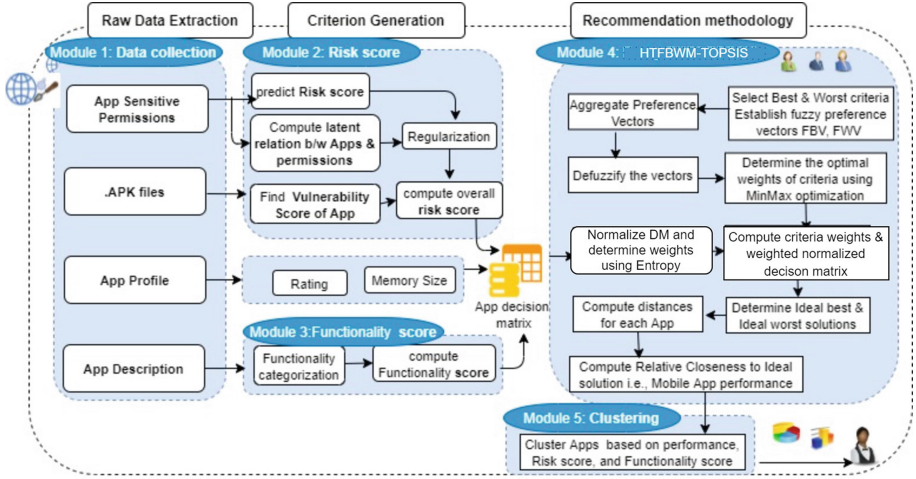 Raw Data Extraction
Criterion Generation
Recommendation methodology
Module 1: Data collection
App Sensitive
Permissions
.APK files
App Profile
App Description
Module 2: Risk score
predict Risk score
Compute latent
relation b/w Apps &
permissions
Regularization
Find Vulnerability
Score of App
compute overall
risk score
Rating
Memory Size
App decision
matrix
Module 3:Functionality score
Functionality
categorization
compute
Functionality score
Module 4: HTFBWM-TOPSIS
Select Best & Worst criteria
Establish fuzzy preference
vectors FBV, FWV
Aggregate Preference
Vectors
Defuzzify the vectors
Determine the optimal
weights of criteria using
MinMax optimization
Normalize DM and
determine weights
using Entropy
Compute criteria weights &
weighted normalized
decison matrix
Determine Ideal best &
Ideal worst solutions
Compute distances
for each App
Compute Relative Closeness to Ideal
solution i.e., Mobile App performance
Module 5: Clustering
Cluster Apps based on performance,
Risk score, and Functionality score